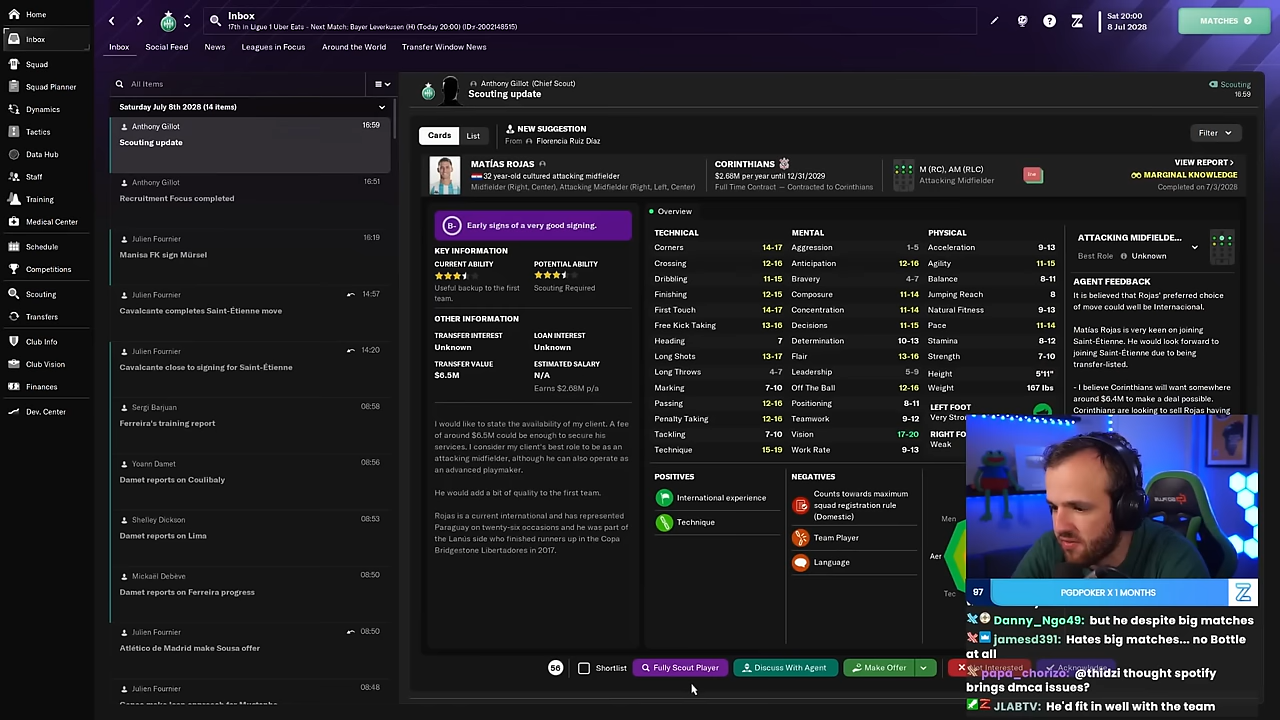 Home
Inbox
Squad
Squad Planner
Dynamics
Tactics
Data Hub
Staff
Training
Medical Center
Schedule
Competitions
Scouting
Transfers
Club Info
Club Vision
Finances
Dev. Center
Inbox
17th in Ligue 1 Uber Eats - Next Match: Bayer Leverkusen (H) (Today 20:00) (ID:r-2002148515)
Sat 20:00
8 Jul 2028
MATCHES
Inbox
Social Feed
News
Leagues in Focus
Around the World
Transfer Window News
All Items
Saturday July 8th 2028 (14 items)
Anthony Gillot 16:59
Scouting update
Anthony Gillot 16:51
Recruitment Focus completed
Julien Fournier 16:19
Manisa FK sign Mürsel
Julien Fournier 14:57
Cavalcante completes Saint-Étienne move
Julien Fournier 14:20
Cavalcante close to signing for Saint-Étienne
Sergi Barjuan 08:58
Ferreira's training report
Yoann Damet 08:56
Damet reports on Coulibaly
Shelley Dickson 08:53
Damet reports on Lima
Mickaël Debève 08:50
Damet reports on Ferreira progress
Julien Fournier 08:50
Atlético de Madrid make Sousa offer
Julien Fournier 08:48
Anthony Gillot (Chief Scout)
Scouting update
Scouting
16:59
Cards
List
NEW SUGGESTION
From Florencia Ruiz Díaz
Filter
MATÍAS ROJAS
32 year-old cultured attacking midfielder
Midfielder (Right, Center), Attacking Midfielder (Right, Left, Center)
CORINTHIANS
$2.68M per year until 12/31/2029
Full Time Contract — Contracted to Corinthians
M (RC), AM (RLC)
Attacking Midfielder
VIEW REPORT >
MARGINAL KNOWLEDGE
Completed on 7/3/2028
B- Early signs of a very good signing.
KEY INFORMATION
CURRENT ABILITY
Useful backup to the first
team.
POTENTIAL ABILITY
Scouting Required
OTHER INFORMATION
TRANSFER INTEREST
Unknown
LOAN INTEREST
Unknown
TRANSFER VALUE
$6.5M
ESTIMATED SALARY
N/A
Earns $2.68M p/a
I would like to state the availability of my client. A fee
of around $6.5M could be enough to secure his
services. I consider my client's best role to be as an
attacking midfielder, although he can also operate as
an advanced playmaker.
He would add a bit of quality to the first team.
Rojas is a current international and has represented
Paraguay on twenty-six occasions and he was part of
the Lanús side who finished runners up in the Copa
Bridgestone Libertadores in 2017.
Overview
TECHNICAL
Corners 14-17
Crossing 12-16
Dribbling 11-15
Finishing 12-15
First Touch 14-17
Free Kick Taking 13-16
Heading 7
Long Shots 13-17
Long Throws 4-7
Marking 7-10
Passing 12-16
Penalty Taking 12-16
Tackling 7-10
Technique 15-19
MENTAL
Aggression 1-5
Anticipation 12-16
Bravery 4-7
Composure 11-14
Concentration 11-14
Decisions 11-15
Determination 10-13
Flair 13-16
Leadership 5-9
Off The Ball 12-16
Positioning 8-11
Teamwork 9-12
Vision 17-20
Work Rate 9-13
PHYSICAL
Acceleration 9-13
Agility 11-15
Balance 8-11
Jumping Reach 8
Natural Fitness 9-13
Pace 11-14
Stamina 8-12
Strength 7-10
Height 5'11"
Weight 167 lbs
LEFT FOOT
Very Stro
RIGHT FO
Weak
ATTACKING MIDFIELDE...
Best Role Unknown
AGENT FEEDBACK
It is believed that Rojas' preferred choice
of move could well be International.
Matías Rojas is very keen on joining
Saint-Étienne. He would look forward to
joining Saint-Étienne due to being
transfer-listed.
- I believe Corinthians will want somewhere
around $6.4M to make a deal possible.
Corinthians are looking to sell Rojas having
POSITIVES
International experience
Technique
NEGATIVES
Counts towards maximum
squad registration rule
(Domestic)
Team Player
Language
Men
Aer
Tec
56
Shortlist
Fully Scout Player
Discuss With Agent
Make Offer
Not Interested
Acknowledge
97 PGDPOKER X 1 MONTHS
Danny_Ngo49: but he despite big matches
jamesd391: Hates big matches... no Bottle
at all
papa_chorizo: @thidzi thought spotify
brings dmca issues?
JLABTV: He'd fit in well with the team